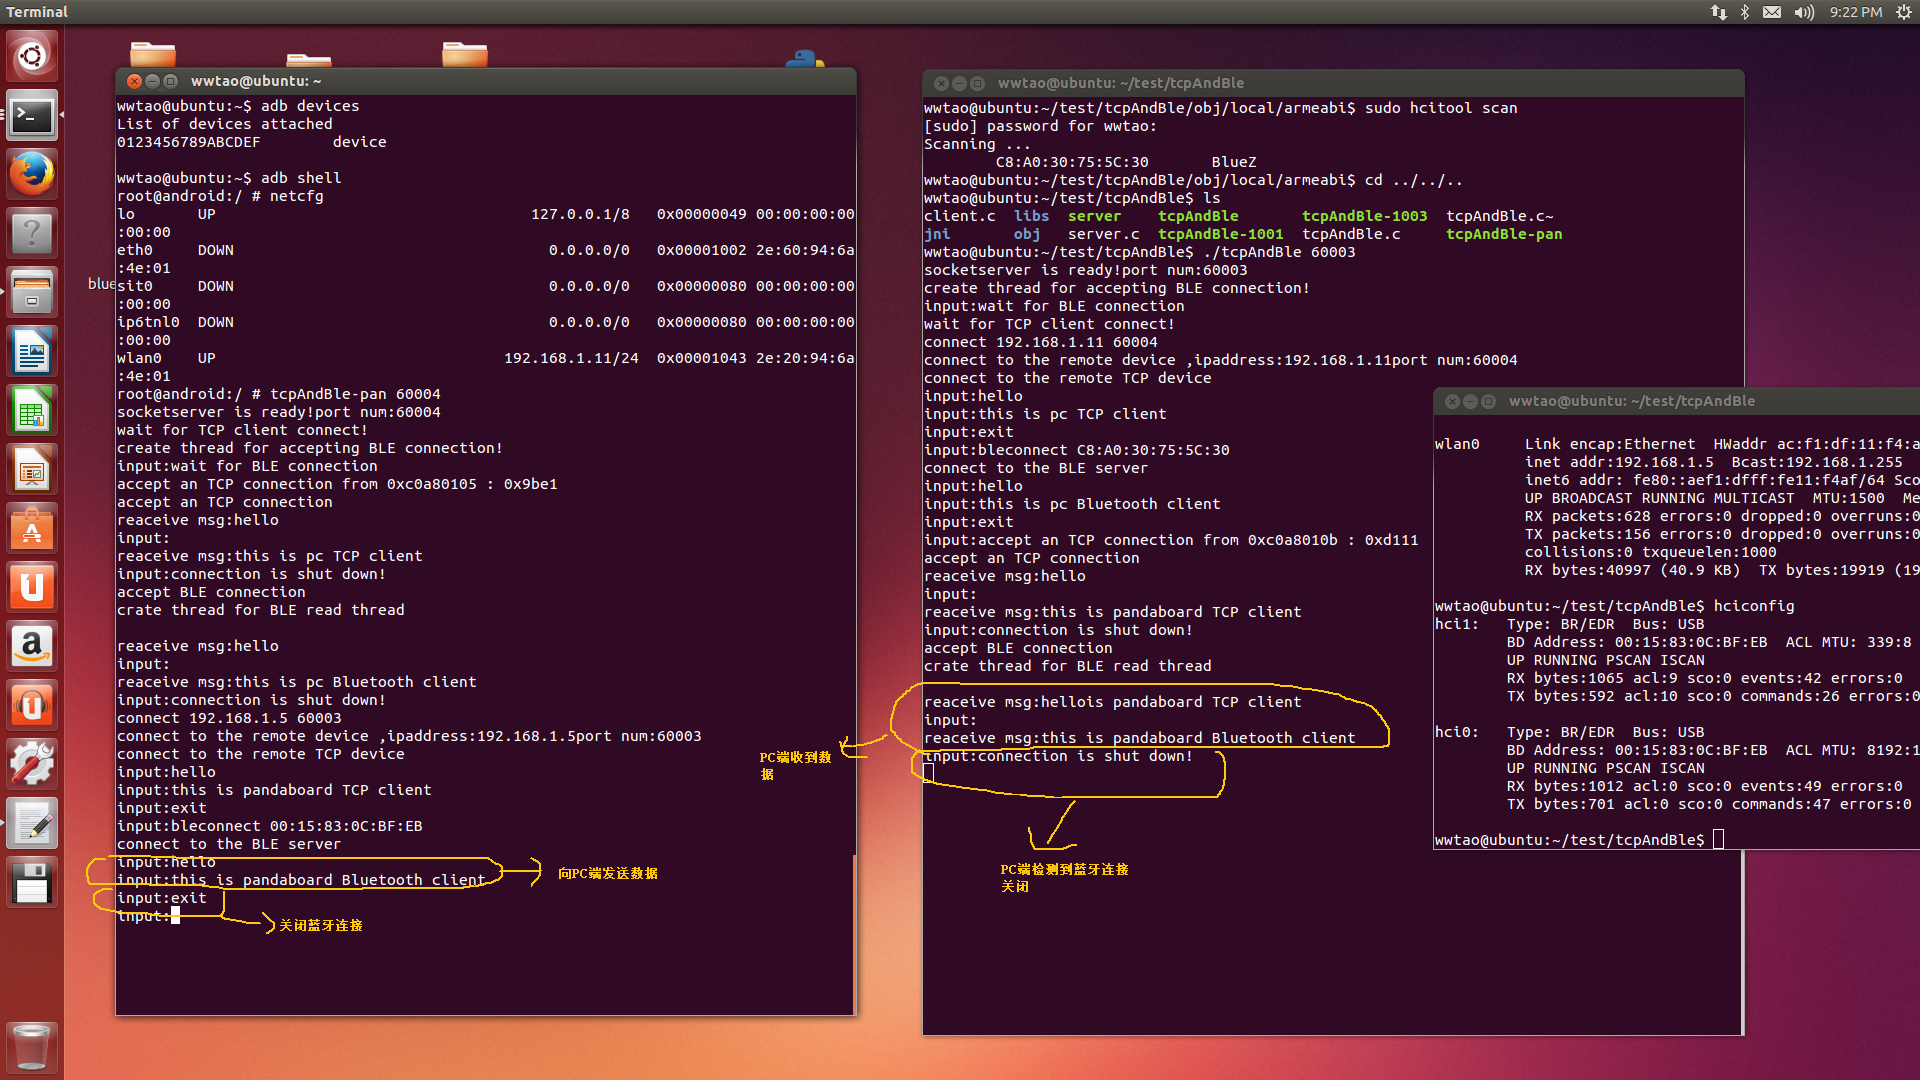 Terminal
9:22 PM
wwtao@ubuntu: ~
wwtao@ubuntu:~$ adb devices
List of devices attached
0123456789ABCDEF        device
wwtao@ubuntu:~$ adb shell
root@android:/ # netcfg
lo       UP                                 127.0.0.1/8   0x00000049 00:00:00:00
:00:00
eth0     DOWN                                 0.0.0.0/0   0x00001002 2e:60:94:6a
:4e:01
sit0     DOWN                                 0.0.0.0/0   0x00000080 00:00:00:00
:00:00
ip6tnl0  DOWN                                 0.0.0.0/0   0x00000080 00:00:00:00
:00:00
wlan0    UP                              192.168.1.11/24  0x00001043 2e:20:94:6a
:4e:01
root@android:/ # tcpAndBle-pan 60004
socketserver is ready!port num:60004
wait for TCP client connect!
create thread for accepting BLE connection!
input:wait for BLE connection
accept an TCP connection from 0xc0a80105 : 0x9be1
accept an TCP connection
reaceive msg:hello
input:
reaceive msg:this is pc TCP client
input:connection is shut down!
accept BLE connection
crate thread for BLE read thread
reaceive msg:hello
input:
reaceive msg:this is pc Bluetooth client
input:connection is shut down!
connect 192.168.1.5 60003
connect to the remote device ,ipaddress:192.168.1.5port num:60003
connect to the remote TCP device
input:hello
input:this is pandaboard TCP client
input:exit
input:bleconnect 00:15:83:0C:BF:EB
connect to the BLE server
input:hello
input:this is pandaboard Bluetooth client
input:exit
input:
向PC端发送数据
关闭蓝牙连接
blue
wwtao@ubuntu: ~/test/tcpAndBle
wwtao@ubuntu:~/test/tcpAndBle/obj/local/armeabi$ sudo hcitool scan
[sudo] password for wwtao:
Scanning ...
        C8:A0:30:75:5C:30       BlueZ
wwtao@ubuntu:~/test/tcpAndBle/obj/local/armeabi$ cd ../../..
wwtao@ubuntu:~/test/tcpAndBle$ ls
client.c  libs  server    tcpAndBle       tcpAndBle-1003  tcpAndBle.c~
jni       obj   server.c  tcpAndBle-1001  tcpAndBle.c     tcpAndBle-pan
wwtao@ubuntu:~/test/tcpAndBle$ ./tcpAndBle 60003
socketserver is ready!port num:60003
create thread for accepting BLE connection!
input:wait for BLE connection
wait for TCP client connect!
connect 192.168.1.11 60004
connect to the remote device ,ipaddress:192.168.1.11port num:60004
connect to the remote TCP device
input:hello
input:this is pc TCP client
input:exit
input:bleconnect C8:A0:30:75:5C:30
connect to the BLE server
input:hello
input:this is pc Bluetooth client
input:exit
input:accept an TCP connection from 0xc0a8010b : 0xd111
accept an TCP connection
reaceive msg:hello
input:
reaceive msg:this is pandaboard TCP client
input:connection is shut down!
accept BLE connection
crate thread for BLE read thread
reaceive msg:hellois pandaboard TCP client
input:
reaceive msg:this is pandaboard Bluetooth client
input:connection is shut down!
PC端收到数
据
PC端检测到蓝牙连接
关闭
wwtao@ubuntu: ~/test/tcpAndBle
wlan0     Link encap:Ethernet  HWaddr ac:f1:df:11:f4:a
          inet addr:192.168.1.5  Bcast:192.168.1.255
          inet6 addr: fe80::aef1:dfff:fe11:f4af/64 Sco
          UP BROADCAST RUNNING MULTICAST  MTU:1500  Me
          RX packets:628 errors:0 dropped:0 overruns:0
          TX packets:156 errors:0 dropped:0 overruns:0
          collisions:0 txqueuelen:1000
          RX bytes:40997 (40.9 KB)  TX bytes:19919 (19
wwtao@ubuntu:~/test/tcpAndBle$ hciconfig
hci1:   Type: BR/EDR  Bus: USB
        BD Address: 00:15:83:0C:BF:EB  ACL MTU: 339:8
        UP RUNNING PSCAN ISCAN
        RX bytes:1065 acl:9 sco:0 events:42 errors:0
        TX bytes:592 acl:10 sco:0 commands:26 errors:0
hci0:   Type: BR/EDR  Bus: USB
        BD Address: 00:15:83:0C:BF:EB  ACL MTU: 8192:1
        UP RUNNING PSCAN ISCAN
        RX bytes:1012 acl:0 sco:0 events:49 errors:0
        TX bytes:701 acl:0 sco:0 commands:47 errors:0
wwtao@ubuntu:~/test/tcpAndBle$